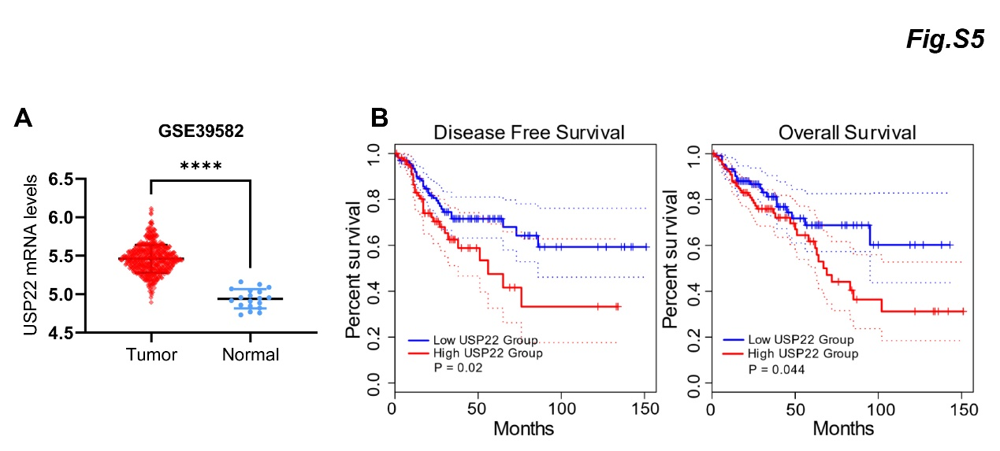 Fig.S5
A
GSE39582
****
USP22 mRNA levels
6.5
6.0
5.5
5.0
4.5
Tumor
Normal
B
Disease Free Survival
Percent survival
1.0
0.8
0.6
0.4
0.2
0.0
Low USP22 Group
High USP22 Group
P = 0.02
0
50
100
150
Months
Overall Survival
Percent survival
1.0
0.8
0.6
0.4
0.2
0.0
Low USP22 Group
High USP22 Group
P = 0.044
0
50
100
150
Months